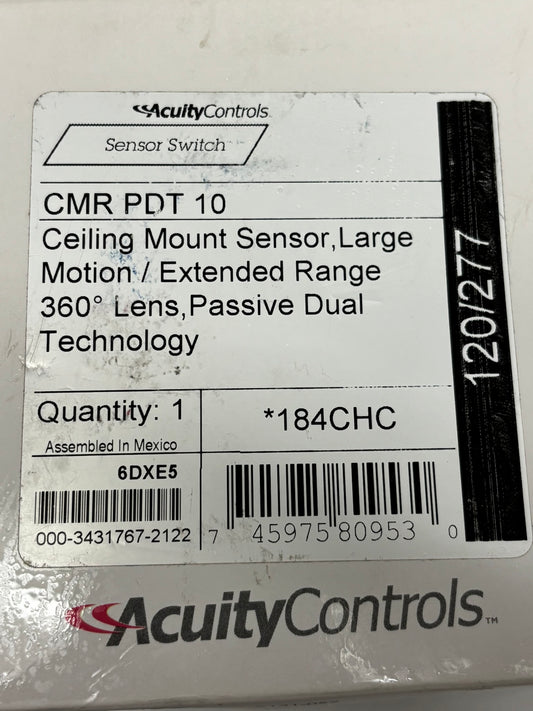 AcuityControls
Sensor Switch
CMR PDT 10
Ceiling Mount Sensor,Large
Motion / Extended Range
360° Lens,Passive Dual
Technology
120/277
Quantity: 1
*184CHC
Assembled In Mexico
6DXE5
000-3431767-2122
7 45975 80953 0
AcuityControls™